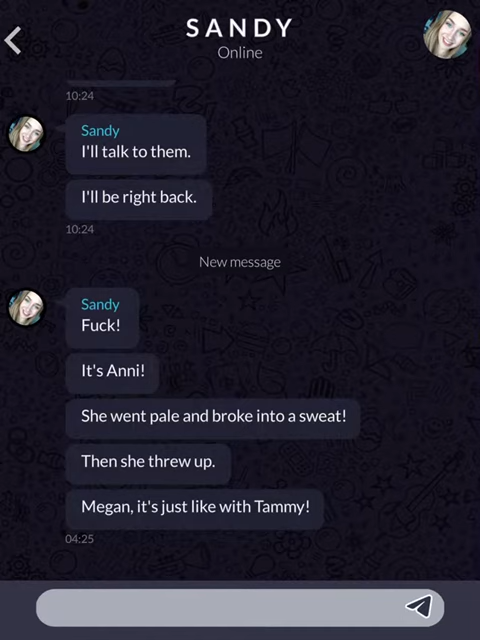 SANDY
Online
10:24
Sandy
I'll talk to them.
I'll be right back.
10:24
New message
Sandy
Fuck!
It's Anni!
She went pale and broke into a sweat!
Then she threw up.
Megan, it's just like with Tammy!
04:25